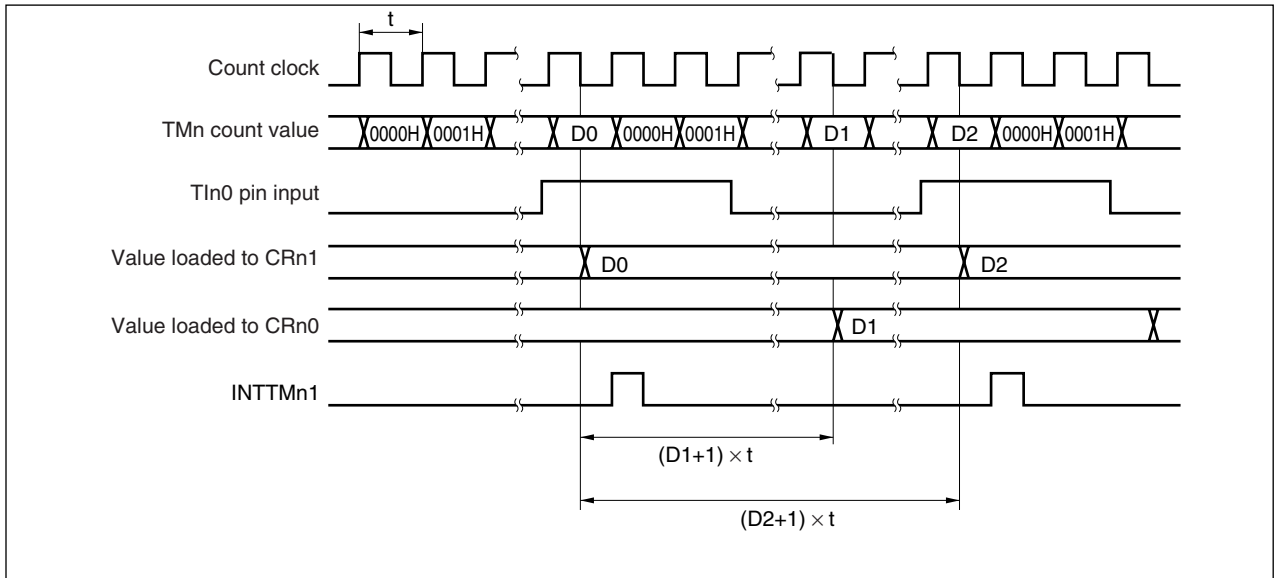 t
Count clock
TMn count value 0000H 0001H D0 0000H 0001H D1 D2 0000H 0001H
TIn0 pin input
Value loaded to CRn1 D0 D2
Value loaded to CRn0 D1
INTTMn1
(D1+1) × t
(D2+1) × t